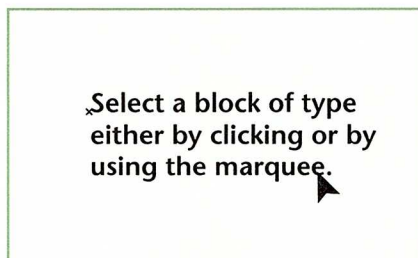 Select a block of type
either by clicking or by
using the marquee.